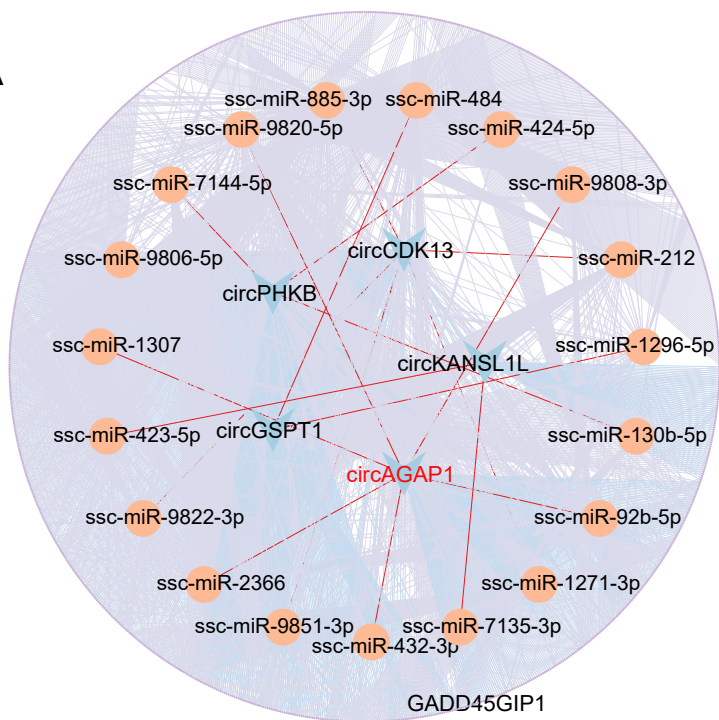 A
ssc-miR-885-3p
ssc-miR-484
ssc-miR-9820-5p
ssc-miR-424-5p
ssc-miR-7144-5p
ssc-miR-9808-3p
circCDK13
ssc-miR-9806-5p
ssc-miR-212
circPHKB
ssc-miR-1307
ssc-miR-1296-5p
circKANSL1L
ssc-miR-423-5p
circGSPT1
ssc-miR-130b-5p
circAGAP1
ssc-miR-9822-3p
ssc-miR-92b-5p
ssc-miR-2366
ssc-miR-1271-3p
ssc-miR-9851-3p
ssc-miR-7135-3p
ssc-miR-432-3p
GADD45GIP1